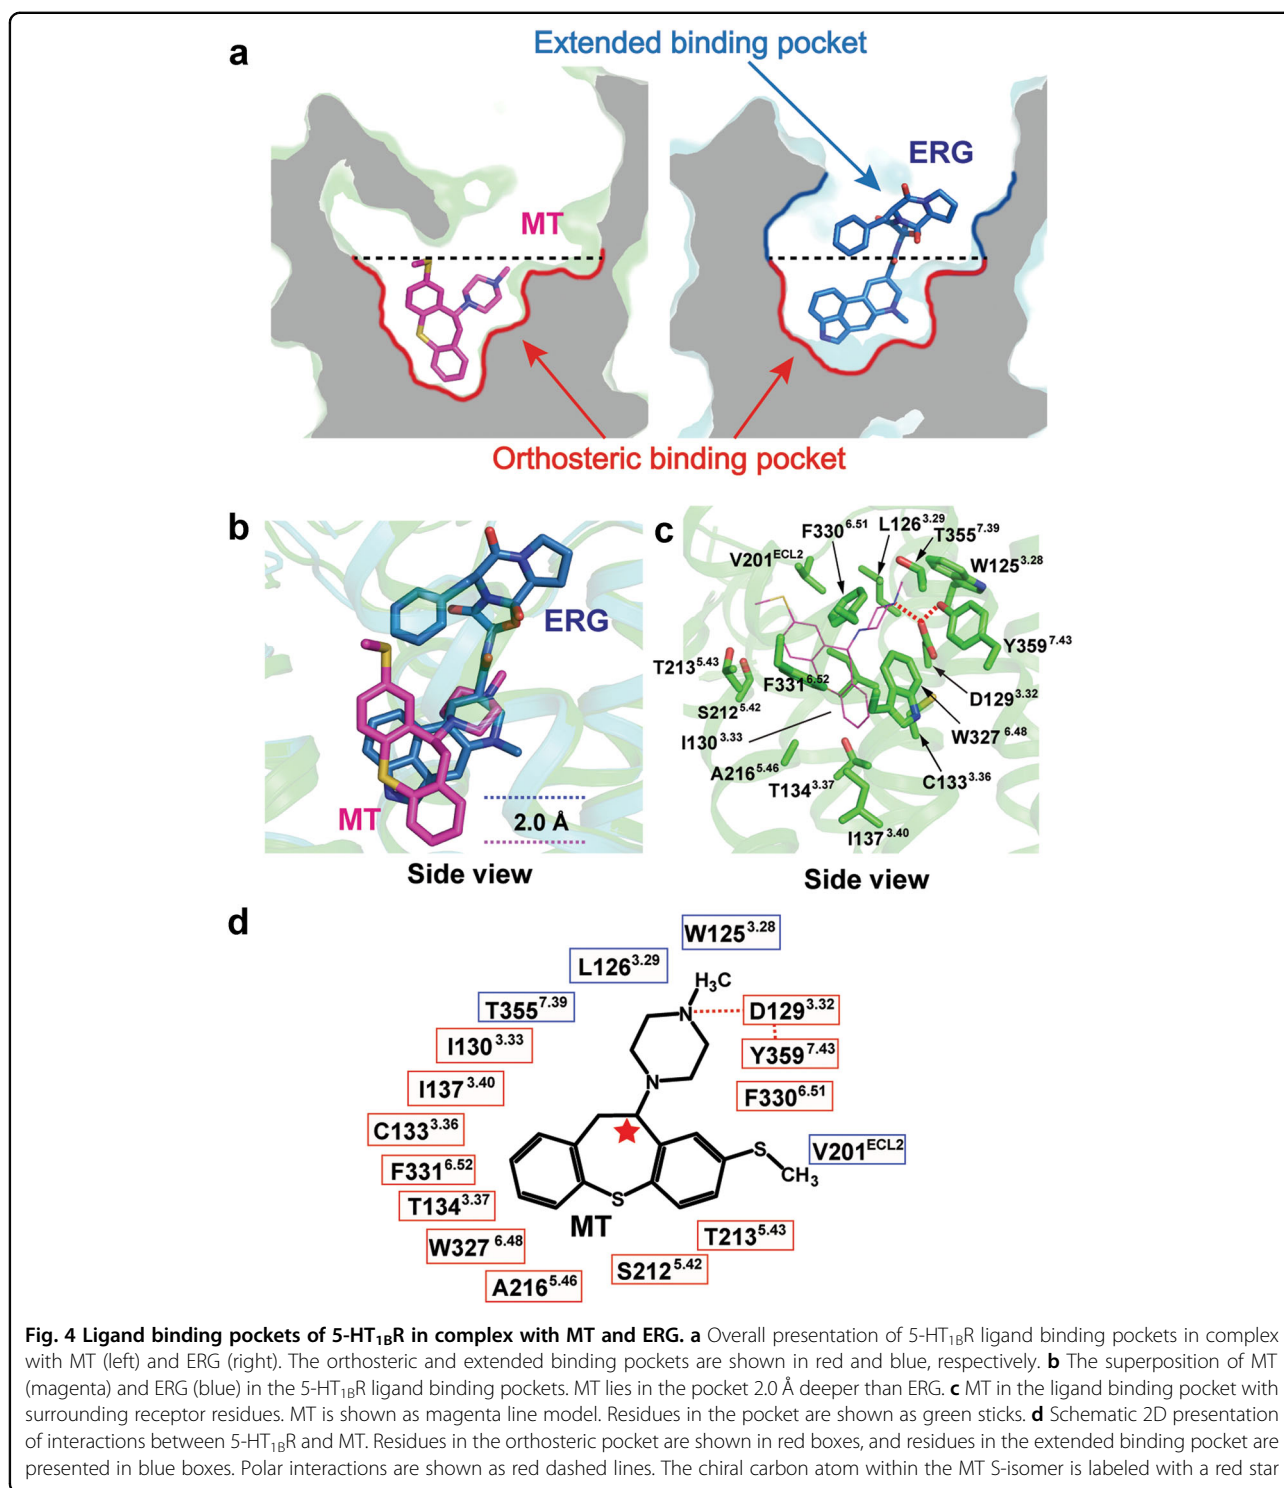 a
Extended binding pocket
MT
ERG
Orthosteric binding pocket
b
ERG
MT
2.0 Å
Side view
c
F330^6.51
L126^3.29
T355^7.39
V201^ECL2
W125^3.28
T213^5.43
F331^6.52
Y359^7.43
S212^5.42
D129^3.32
I130^3.33
W327^6.48
A216^5.46
T134^3.37
C133^3.36
I137^3.40
Side view
d
W125^3.28
L126^3.29
H₃C
T355^7.39
N
D129^3.32
I130^3.33
Y359^7.43
I137^3.40
N
F330^6.51
C133^3.36
S
V201^ECL2
F331^6.52
CH₃
T134^3.37
S
MT
T213^5.43
W327^6.48
S212^5.42
A216^5.46
Fig. 4 Ligand binding pockets of 5-HT₁BR in complex with MT and ERG. a Overall presentation of 5-HT₁BR ligand binding pockets in complex
with MT (left) and ERG (right). The orthosteric and extended binding pockets are shown in red and blue, respectively. b The superposition of MT
(magenta) and ERG (blue) in the 5-HT₁BR ligand binding pockets. MT lies in the pocket 2.0 Å deeper than ERG. c MT in the ligand binding pocket with
surrounding receptor residues. MT is shown as magenta line model. Residues in the pocket are shown as green sticks. d Schematic 2D presentation
of interactions between 5-HT₁BR and MT. Residues in the orthosteric pocket are shown in red boxes, and residues in the extended binding pocket are
presented in blue boxes. Polar interactions are shown as red dashed lines. The chiral carbon atom within the MT S-isomer is labeled with a red star